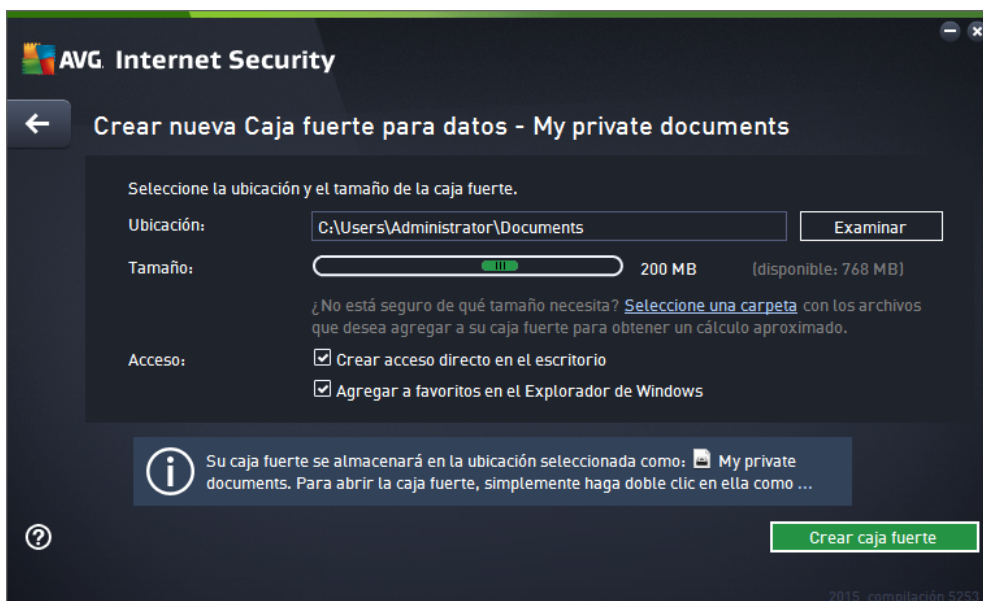 AVG. Internet Security
Crear nueva Caja fuerte para datos - My private documents
Seleccione la ubicación y el tamaño de la caja fuerte.
Ubicación: C:\Users\Administrator\Documents Examinar
Tamaño: 200 MB (disponible: 768 MB)
¿No está seguro de qué tamaño necesita? Seleccione una carpeta con los archivos
que desea agregar a su caja fuerte para obtener un cálculo aproximado.
Acceso: Crear acceso directo en el escritorio
Agregar a favoritos en el Explorador de Windows
Su caja fuerte se almacenará en la ubicación seleccionada como: My private
documents. Para abrir la caja fuerte, simplemente haga doble clic en ella como ...
Crear caja fuerte
2015 compilación 5253